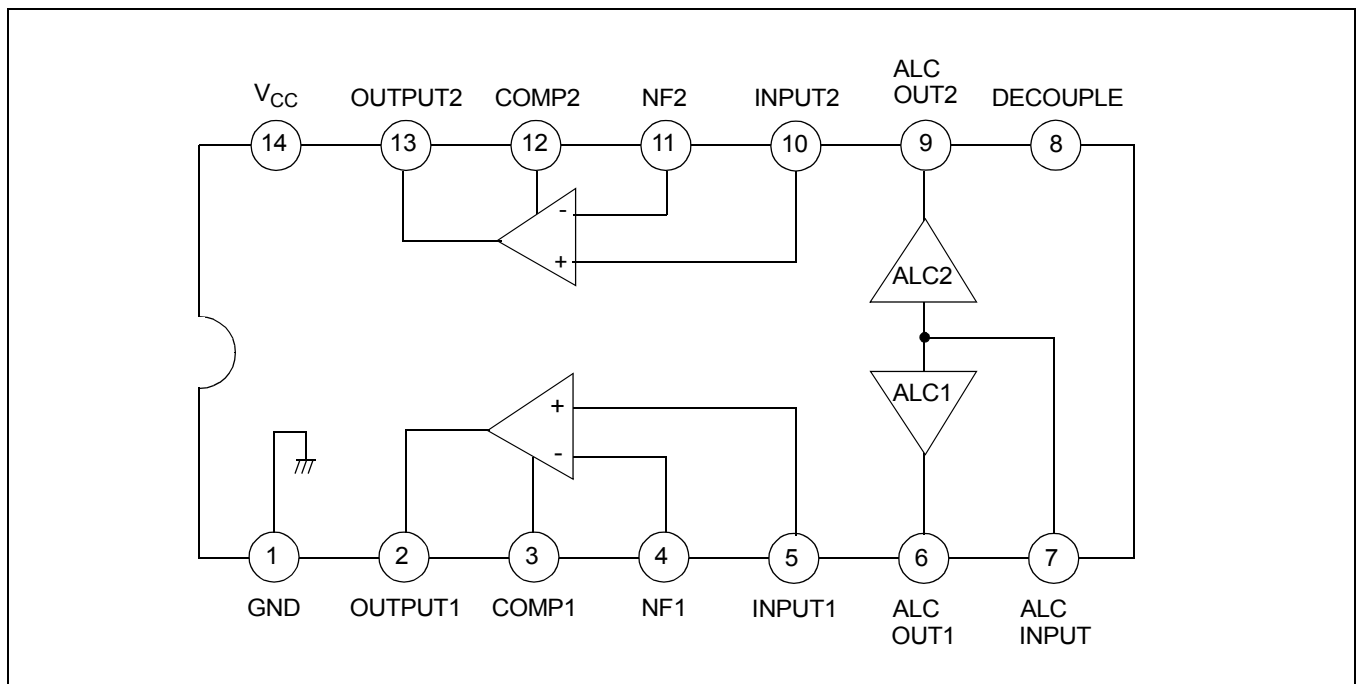 ALC
V_CC OUTPUT2 COMP2 NF2 INPUT2 OUT2 DECOUPLE
14 13 12 11 10 9 8
-
+ ALC2
ALC1
+
-
1 2 3 4 5 6 7
GND OUTPUT1 COMP1 NF1 INPUT1 ALC ALC
OUT1 INPUT